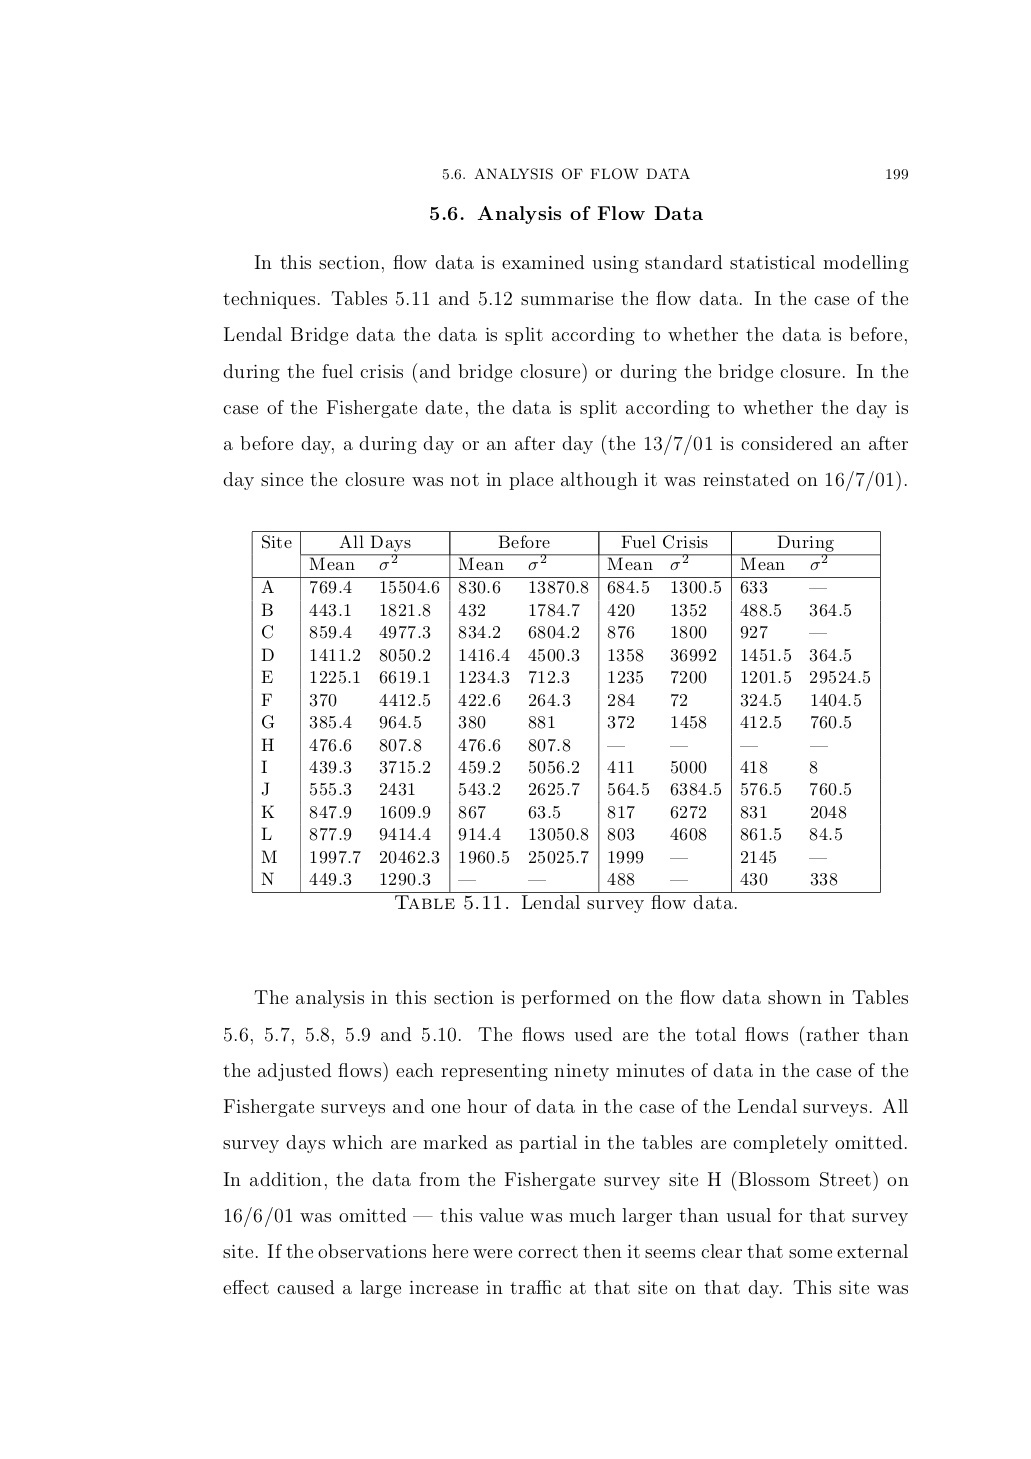 5.6. ANALYSIS OF FLOW DATA 199
5.6. Analysis of Flow Data
In this section, flow data is examined using standard statistical modelling
techniques. Tables 5.11 and 5.12 summarise the flow data. In the case of the
Lendal Bridge data the data is split according to whether the data is before,
during the fuel crisis (and bridge closure) or during the bridge closure. In the
case of the Fishergate date, the data is split according to whether the day is
a before day, a during day or an after day (the 13/7/01 is considered an after
day since the closure was not in place although it was reinstated on 16/7/01).
Site All Days Before Fuel Crisis During
Mean σ² Mean σ² Mean σ² Mean σ²
A 769.4 15504.6 830.6 13870.8 684.5 1300.5 633 —
B 443.1 1821.8 432 1784.7 420 1352 488.5 364.5
C 859.4 4977.3 834.2 6804.2 876 1800 927 —
D 1411.2 8050.2 1416.4 4500.3 1358 36992 1451.5 364.5
E 1225.1 6619.1 1234.3 712.3 1235 7200 1201.5 29524.5
F 370 4412.5 422.6 264.3 284 72 324.5 1404.5
G 385.4 964.5 380 881 372 1458 412.5 760.5
H 476.6 807.8 476.6 807.8 — — — —
I 439.3 3715.2 459.2 5056.2 411 5000 418 8
J 555.3 2431 543.2 2625.7 564.5 6384.5 576.5 760.5
K 847.9 1609.9 867 63.5 817 6272 831 2048
L 877.9 9414.4 914.4 13050.8 803 4608 861.5 84.5
M 1997.7 20462.3 1960.5 25025.7 1999 — 2145 —
N 449.3 1290.3 — — 488 — 430 338
TABLE 5.11. Lendal survey flow data.
The analysis in this section is performed on the flow data shown in Tables
5.6, 5.7, 5.8, 5.9 and 5.10. The flows used are the total flows (rather than
the adjusted flows) each representing ninety minutes of data in the case of the
Fishergate surveys and one hour of data in the case of the Lendal surveys. All
survey days which are marked as partial in the tables are completely omitted.
In addition, the data from the Fishergate survey site H (Blossom Street) on
16/6/01 was omitted — this value was much larger than usual for that survey
site. If the observations here were correct then it seems clear that some external
effect caused a large increase in traffic at that site on that day. This site was